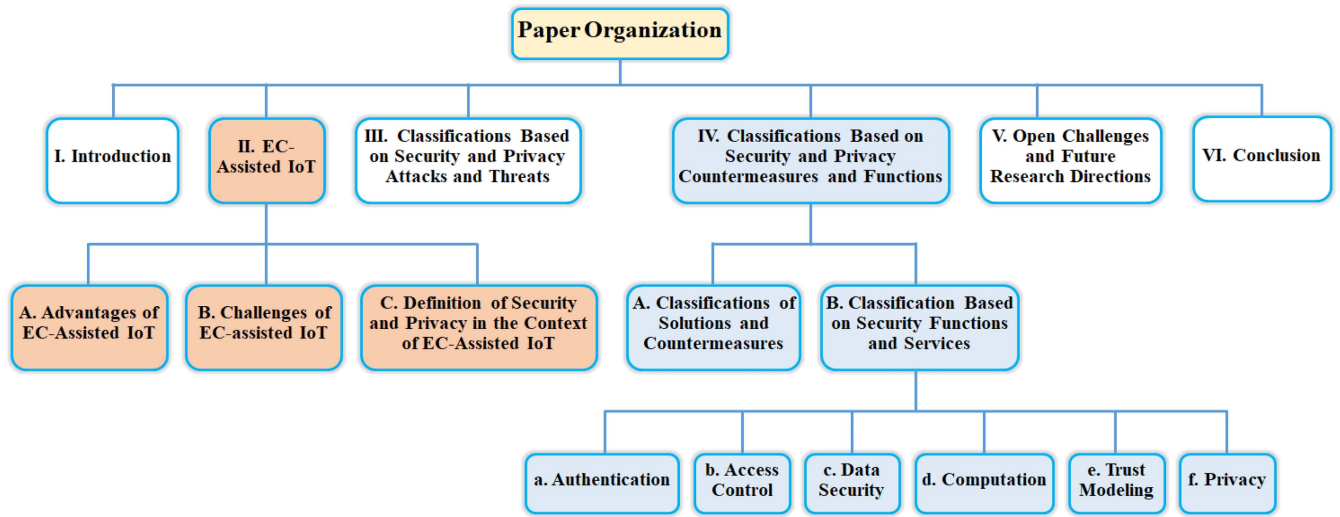 Paper Organization
I. Introduction
II. EC-
Assisted IoT
III. Classifications Based
on Security and Privacy
Attacks and Threats
IV. Classifications Based on
Security and Privacy
Countermeasures and Functions
V. Open Challenges
and Future
Research Directions
VI. Conclusion
A. Advantages of
EC-Assisted IoT
B. Challenges of
EC-assisted IoT
C. Definition of Security
and Privacy in the Context
of EC-Assisted IoT
A. Classifications of
Solutions and
Countermeasures
B. Classification Based
on Security Functions
and Services
a. Authentication
b. Access
Control
c. Data
Security
d. Computation
e. Trust
Modeling
f. Privacy